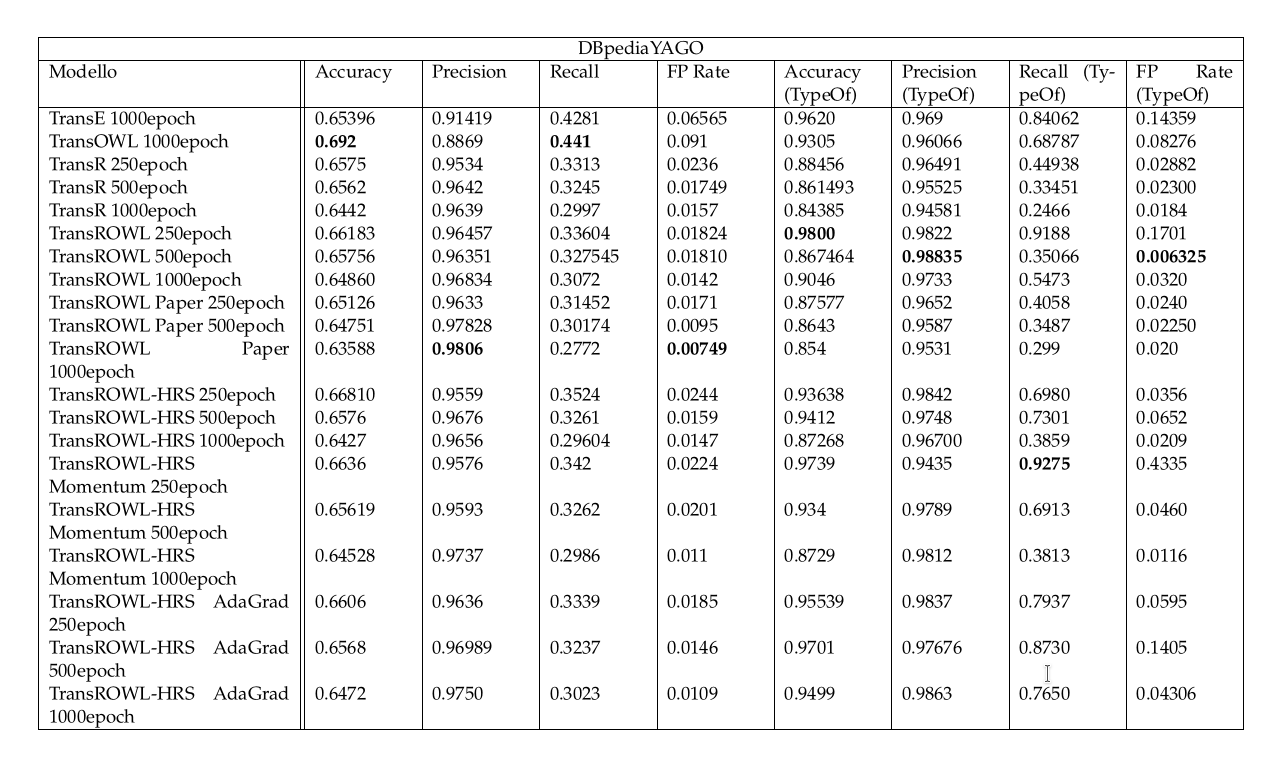 DBpediaYAGO
Modello Accuracy Precision Recall FP Rate Accuracy (TypeOf) Precision (TypeOf) Recall (Ty-peOf) FP Rate (TypeOf)
TransE 1000epoch 0.65396 0.91419 0.4281 0.06565 0.9620 0.969 0.84062 0.14359
TransOWL 1000epoch 0.692 0.8869 0.441 0.091 0.9305 0.96066 0.68787 0.08276
TransR 250epoch 0.6575 0.9534 0.3313 0.0236 0.88456 0.96491 0.44938 0.02882
TransR 500epoch 0.6562 0.9642 0.3245 0.01749 0.861493 0.95525 0.33451 0.02300
TransR 1000epoch 0.6442 0.9639 0.2997 0.0157 0.84385 0.94581 0.2466 0.0184
TransROWL 250epoch 0.66183 0.96457 0.33604 0.01824 0.9800 0.9822 0.9188 0.1701
TransROWL 500epoch 0.65756 0.96351 0.327545 0.01810 0.867464 0.98835 0.35066 0.006325
TransROWL 1000epoch 0.64860 0.96834 0.3072 0.0142 0.9046 0.9733 0.5473 0.0320
TransROWL Paper 250epoch 0.65126 0.9633 0.31452 0.0171 0.87577 0.9652 0.4058 0.0240
TransROWL Paper 500epoch 0.64751 0.97828 0.30174 0.0095 0.8643 0.9587 0.3487 0.02250
TransROWL Paper 0.63588 0.9806 0.2772 0.00749 0.854 0.9531 0.299 0.020
1000epoch
TransROWL-HRS 250epoch 0.66810 0.9559 0.3524 0.0244 0.93638 0.9842 0.6980 0.0356
TransROWL-HRS 500epoch 0.6576 0.9676 0.3261 0.0159 0.9412 0.9748 0.7301 0.0652
TransROWL-HRS 1000epoch 0.6427 0.9656 0.29604 0.0147 0.87268 0.96700 0.3859 0.0209
TransROWL-HRS 0.6636 0.9576 0.342 0.0224 0.9739 0.9435 0.9275 0.4335
Momentum 250epoch
TransROWL-HRS 0.65619 0.9593 0.3262 0.0201 0.934 0.9789 0.6913 0.0460
Momentum 500epoch
TransROWL-HRS 0.64528 0.9737 0.2986 0.011 0.8729 0.9812 0.3813 0.0116
Momentum 1000epoch
TransROWL-HRS AdaGrad 0.6606 0.9636 0.3339 0.0185 0.95539 0.9837 0.7937 0.0595
250epoch
TransROWL-HRS AdaGrad 0.6568 0.96989 0.3237 0.0146 0.9701 0.97676 0.8730 0.1405
500epoch
TransROWL-HRS AdaGrad 0.6472 0.9750 0.3023 0.0109 0.9499 0.9863 0.7650 0.04306
1000epoch